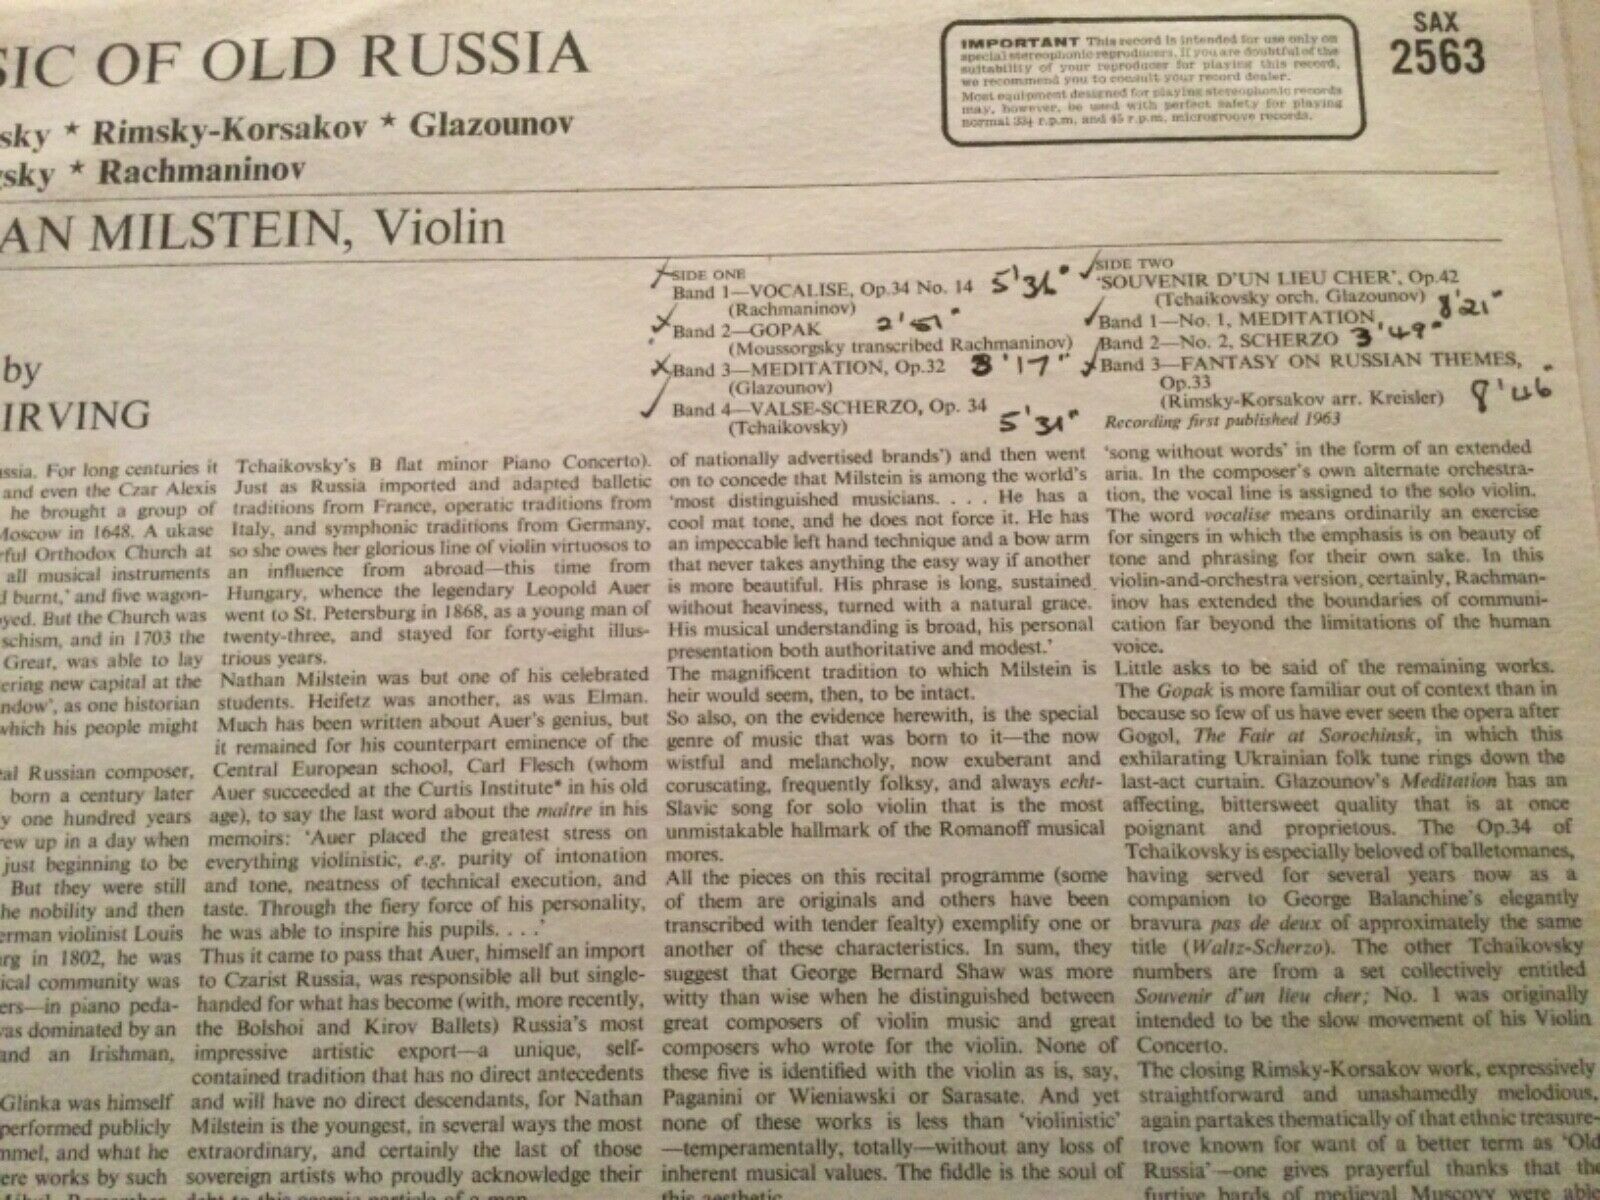 SIC OF OLD RUSSIA
sky * Rimsky-Korsakov * Glazounov
gsky * Rachmaninov
AN MILSTEIN, Violin
IMPORTANT This record is intended for use only on
special stereophonic reproducers. If you are doubtful of the
suitability of your reproducer for playing this record,
we recommend you to consult your record dealer.
Most equipment designed for playing stereophonic records
may, however, be used with perfect safety for playing
normal 33⅓ r.p.m. and 45 r.p.m. microgroove records.
SAX
2563
by
IRVING
SIDE ONE
Band 1—VOCALISE, Op.34 No. 14 5'36"
(Rachmaninov)
Band 2—GOPAK 2'51"
(Moussorgsky transcribed Rachmaninov)
Band 3—MEDITATION, Op.32 3'17"
(Glazounov)
Band 4—VALSE-SCHERZO, Op. 34
(Tchaikovsky) 5'31"
SIDE TWO
'SOUVENIR D'UN LIEU CHER', Op.42
(Tchaikovsky orch. Glazounov)
Band 1—No. 1, MEDITATION 8'21"
Band 2—No. 2, SCHERZO 3'49"
Band 3—FANTASY ON RUSSIAN THEMES,
Op.33
(Rimsky-Korsakov arr. Kreisler) 8'46"
Recording first published 1963
ussia. For long centuries it
and even the Czar Alexis
he brought a group of
Moscow in 1648. A ukase
rful Orthodox Church at
all musical instruments
d burnt,' and five wagon-
oyed. But the Church was
schism, and in 1703 the
Great, was able to lay
ering new capital at the
ndow', as one historian
which his people might
al Russian composer,
born a century later
y one hundred years
rew up in a day when
just beginning to be
But they were still
he nobility and then
erman violinist Louis
rg in 1802, he was
ical community was
ers—in piano peda-
was dominated by an
and an Irishman,
Glinka was himself
performed publicly
mmel, and what he
ere works by such
Tchaikovsky's B flat minor Piano Concerto).
Just as Russia imported and adapted balletic
traditions from France, operatic traditions from
Italy, and symphonic traditions from Germany,
so she owes her glorious line of violin virtuosos to
an influence from abroad—this time from
Hungary, whence the legendary Leopold Auer
went to St. Petersburg in 1868, as a young man of
twenty-three, and stayed for forty-eight illus-
trious years.
Nathan Milstein was but one of his celebrated
students. Heifetz was another, as was Elman.
Much has been written about Auer's genius, but
it remained for his counterpart eminence of the
Central European school, Carl Flesch (whom
Auer succeeded at the Curtis Institute* in his old
age), to say the last word about the maître in his
memoirs: 'Auer placed the greatest stress on
everything violinistic, e.g. purity of intonation
and tone, neatness of technical execution, and
taste. Through the fiery force of his personality,
he was able to inspire his pupils. . . .'
Thus it came to pass that Auer, himself an import
to Czarist Russia, was responsible all but single-
handed for what has become (with, more recently,
the Bolshoi and Kirov Ballets) Russia's most
impressive artistic export—a unique, self-
contained tradition that has no direct antecedents
and will have no direct descendants, for Nathan
Milstein is the youngest, in several ways the most
extraordinary, and certainly the last of those
sovereign artists who proudly acknowledge their
of nationally advertised brands') and then went
on to concede that Milstein is among the world's
'most distinguished musicians. . . . He has a
cool mat tone, and he does not force it. He has
an impeccable left hand technique and a bow arm
that never takes anything the easy way if another
is more beautiful. His phrase is long, sustained
without heaviness, turned with a natural grace.
His musical understanding is broad, his personal
presentation both authoritative and modest.'
The magnificent tradition to which Milstein is
heir would seem, then, to be intact.
So also, on the evidence herewith, is the special
genre of music that was born to it—the now
wistful and melancholy, now exuberant and
coruscating, frequently folksy, and always echt-
Slavic song for solo violin that is the most
unmistakable hallmark of the Romanoff musical
mores.
All the pieces on this recital programme (some
of them are originals and others have been
transcribed with tender fealty) exemplify one or
another of these characteristics. In sum, they
suggest that George Bernard Shaw was more
witty than wise when he distinguished between
great composers of violin music and great
composers who wrote for the violin. None of
these five is identified with the violin as is, say,
Paganini or Wieniawski or Sarasate. And yet
none of these works is less than 'violinistic'
—temperamentally, totally—without any loss of
inherent musical values. The fiddle is the soul of
this aesthetic.
'song without words' in the form of an extended
aria. In the composer's own alternate orchestra-
tion, the vocal line is assigned to the solo violin.
The word vocalise means ordinarily an exercise
for singers in which the emphasis is on beauty of
tone and phrasing for their own sake. In this
violin-and-orchestra version, certainly, Rachman-
inov has extended the boundaries of communi-
cation far beyond the limitations of the human
voice.
Little asks to be said of the remaining works.
The Gopak is more familiar out of context than in
because so few of us have ever seen the opera after
Gogol, The Fair at Sorochinsk, in which this
exhilarating Ukrainian folk tune rings down the
last-act curtain. Glazounov's Meditation has an
affecting, bittersweet quality that is at once
poignant and proprietous. The Op.34 of
Tchaikovsky is especially beloved of balletomanes,
having served for several years now as a
companion to George Balanchine's elegantly
bravura pas de deux of approximately the same
title (Waltz-Scherzo). The other Tchaikovsky
numbers are from a set collectively entitled
Souvenir d'un lieu cher; No. 1 was originally
intended to be the slow movement of his Violin
Concerto.
The closing Rimsky-Korsakov work, expressively
straightforward and unashamedly melodious,
again partakes thematically of that ethnic treasure-
trove known for want of a better term as 'Old
Russia'—one gives prayerful thanks that the
furtive bards of medieval Muscovy were able